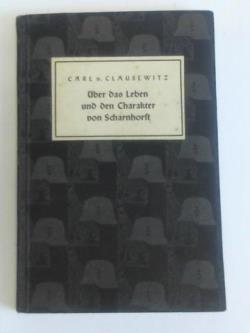 CARL v. CLAUSEWITZ
Über das Leben
und den Charakter
von Scharnhorst